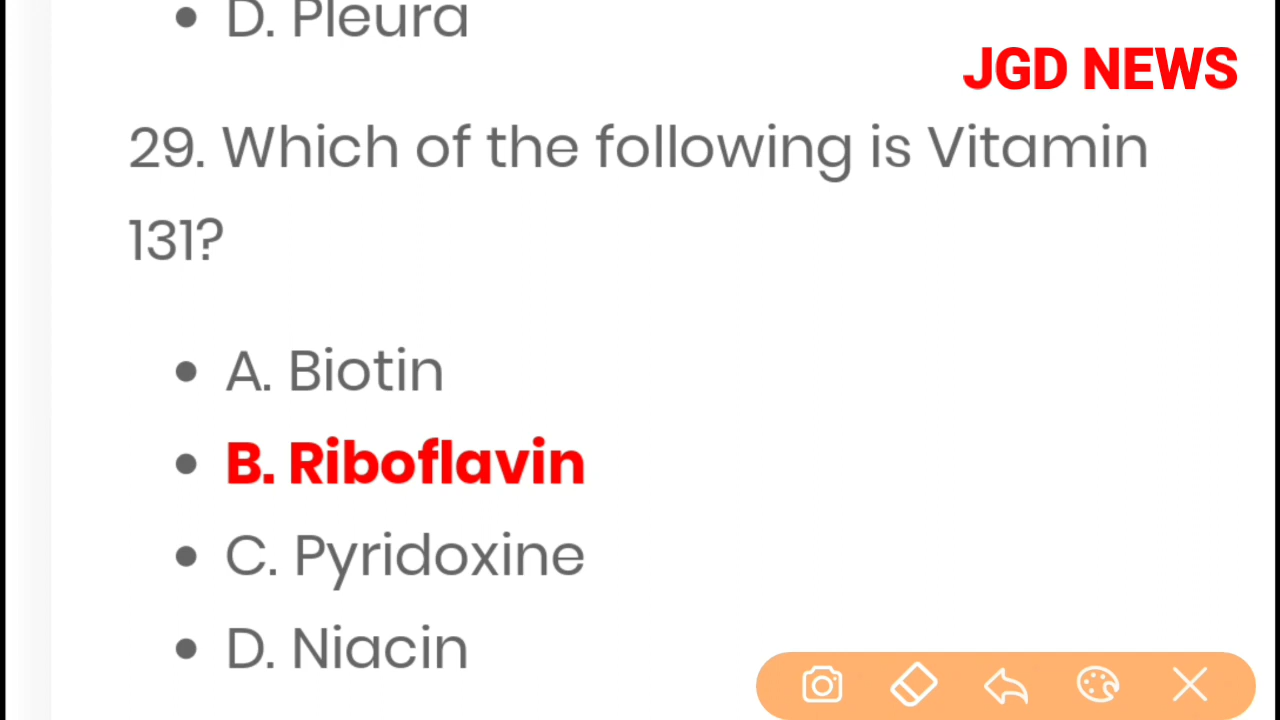 • D. Pleura
JGD NEWS
29. Which of the following is Vitamin
131?
• A. Biotin
• B. Riboflavin
• C. Pyridoxine
• D. Niacin